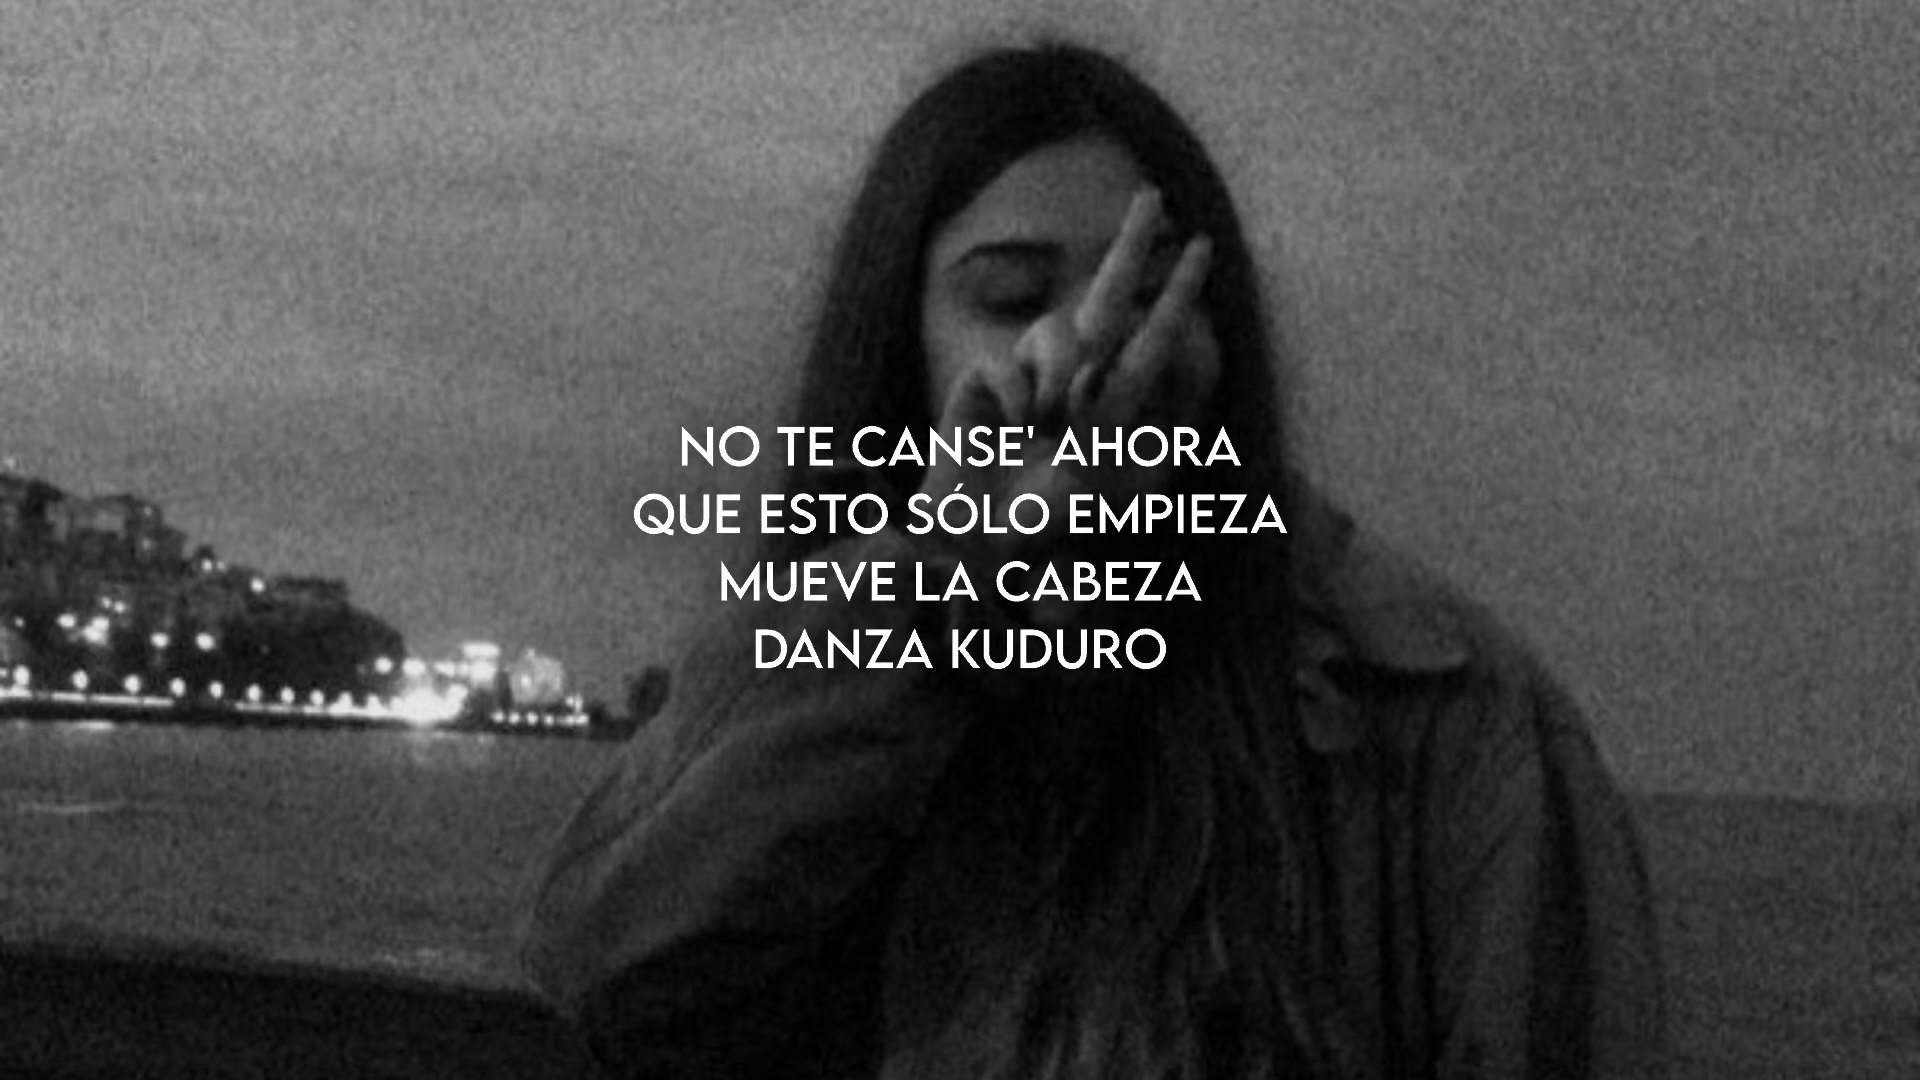 NO TE CANSE' AHORA
QUE ESTO SÓLO EMPIEZA
MUEVE LA CABEZA
DANZA KUDURO